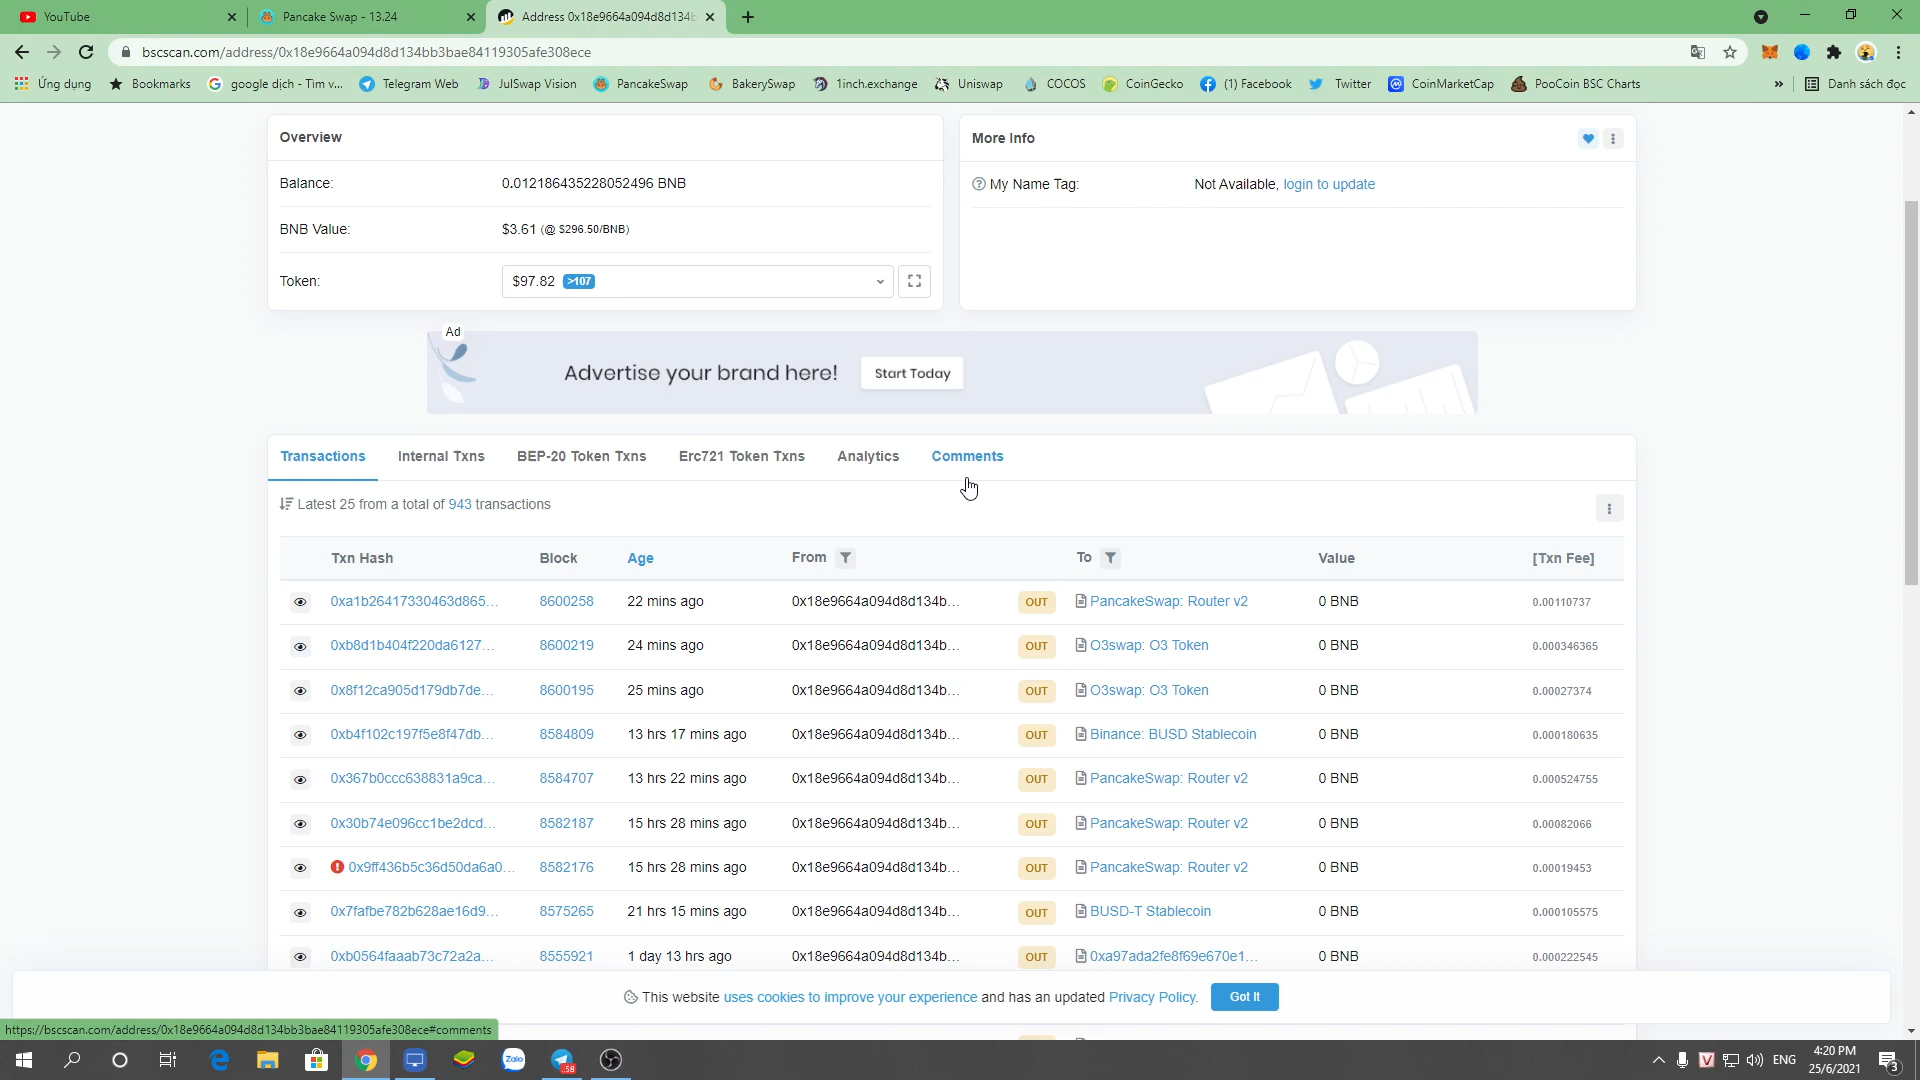 YouTube
Pancake Swap - 13.24
Address 0x18e9664a094d8d134b
bscscan.com/address/0x18e9664a094d8d134bb3bae84119305afe308ece
Ứng dụng
Bookmarks
google dịch - Tìm v...
Telegram Web
JulSwap Vision
PancakeSwap
BakerySwap
1inch.exchange
Uniswap
COCOS
CoinGecko
(1) Facebook
Twitter
CoinMarketCap
PooCoin BSC Charts
»
Danh sách đọc
Overview
Balance: 0.012186435228052496 BNB
BNB Value: $3.61 (@ $296.50/BNB)
Token: $97.82 >107
More Info
My Name Tag: Not Available, login to update
Ad
Advertise your brand here! Start Today
Transactions Internal Txns BEP-20 Token Txns Erc721 Token Txns Analytics Comments
Latest 25 from a total of 943 transactions
Txn Hash Block Age From To Value [Txn Fee]
0xa1b26417330463d865... 8600258 22 mins ago 0x18e9664a094d8d134b... OUT PancakeSwap: Router v2 0 BNB 0.00110737
0xb8d1b404f220da6127... 8600219 24 mins ago 0x18e9664a094d8d134b... OUT O3swap: O3 Token 0 BNB 0.000346365
0x8f12ca905d179db7de... 8600195 25 mins ago 0x18e9664a094d8d134b... OUT O3swap: O3 Token 0 BNB 0.00027374
0xb4f102c197f5e8f47db... 8584809 13 hrs 17 mins ago 0x18e9664a094d8d134b... OUT Binance: BUSD Stablecoin 0 BNB 0.000180635
0x367b0ccc638831a9ca... 8584707 13 hrs 22 mins ago 0x18e9664a094d8d134b... OUT PancakeSwap: Router v2 0 BNB 0.000524755
0x30b74e096cc1be2dcd... 8582187 15 hrs 28 mins ago 0x18e9664a094d8d134b... OUT PancakeSwap: Router v2 0 BNB 0.00082066
0x9ff436b5c36d50da6a0... 8582176 15 hrs 28 mins ago 0x18e9664a094d8d134b... OUT PancakeSwap: Router v2 0 BNB 0.00019453
0x7fafbe782b628ae16d9... 8575265 21 hrs 15 mins ago 0x18e9664a094d8d134b... OUT BUSD-T Stablecoin 0 BNB 0.000105575
0xb0564faaab73c72a2a... 8555921 1 day 13 hrs ago 0x18e9664a094d8d134b... OUT 0xa97ada2fe8f69e670e1... 0 BNB 0.000222545
This website uses cookies to improve your experience and has an updated Privacy Policy. Got It
https://bscscan.com/address/0x18e9664a094d8d134bb3bae84119305afe308ece#comments
Zalo
58
ENG
4:20 PM
25/6/2021
3